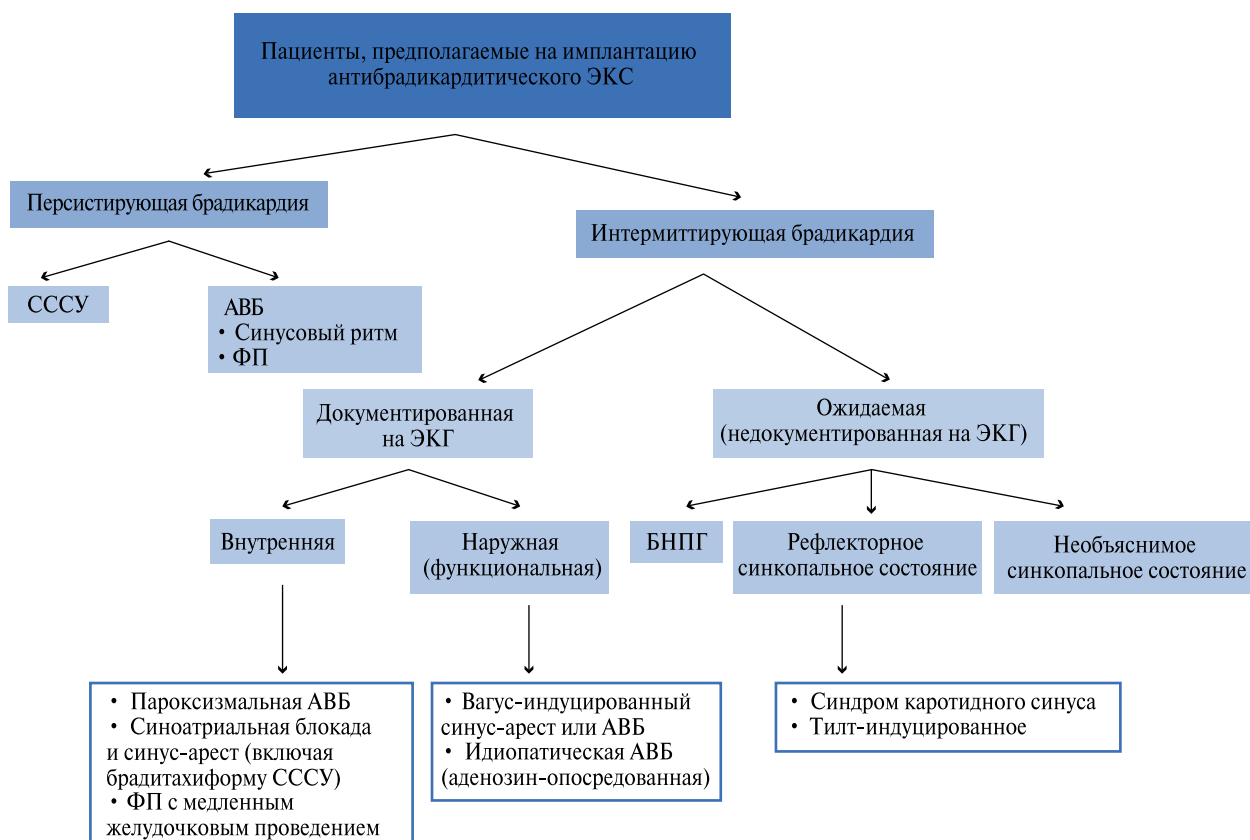 Пациенты, предполагаемые на имплантацию
антибрадикардитического ЭКС
Персистирующая брадикардия
Интермиттирующая брадикардия
СССУ
АВБ
• Синусовый ритм
• ФП
Документированная
на ЭКГ
Ожидаемая
(недокументированная на ЭКГ)
Внутренняя
Наружная
(функциональная)
БНПГ
Рефлекторное
синкопальное состояние
Необъяснимое
синкопальное состояние
• Пароксизмальная АВБ
• Синоатриальная блокада
и синус-арест (включая
брадитахиформу СССУ)
• ФП с медленным
желудочковым проведением
• Вагус-индуцированный
синус-арест или АВБ
• Идиопатическая АВБ
(аденозин-опосредованная)
• Синдром каротидного синуса
• Тилт-индуцированное